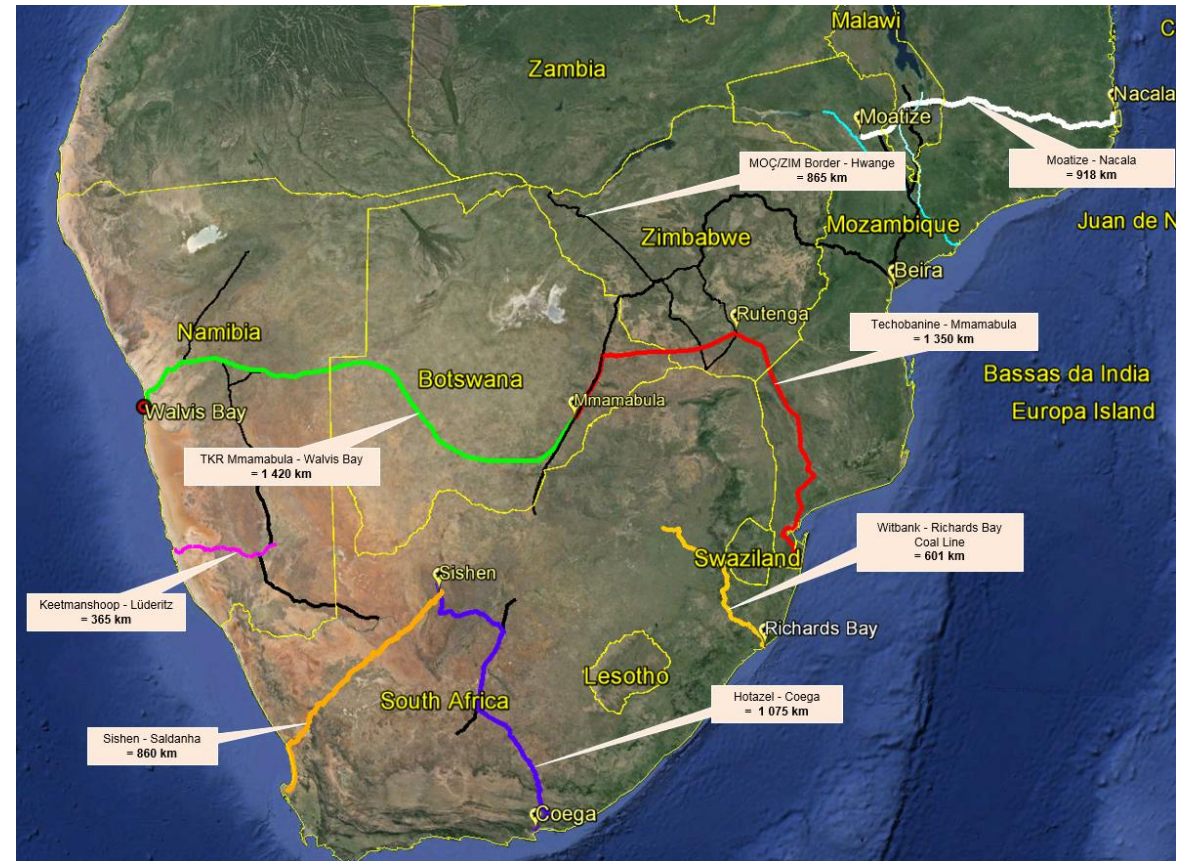 Malawi
C
Zambia
Nacala
Moatize
MOÇ/ZIM Border - Hwange
= 865 km
Moatize - Nacala
= 918 km
Mozambique
Juan de N
Zimbabwe
Beira
Rutenga
Namibia
Techobanine - Mmamabula
= 1 350 km
Botswana
Bassas da India
Mmamabula
Walvis Bay
Europa Island
TKR Mmamabula - Walvis Bay
= 1 420 km
Witbank - Richards Bay
Coal Line
= 601 km
Swaziland
Sishen
Keetmanshoop - Lüderitz
= 365 km
Richards Bay
Lesotho
South Africa
Hotazel - Coega
= 1 075 km
Sishen - Saldanha
= 860 km
Coega